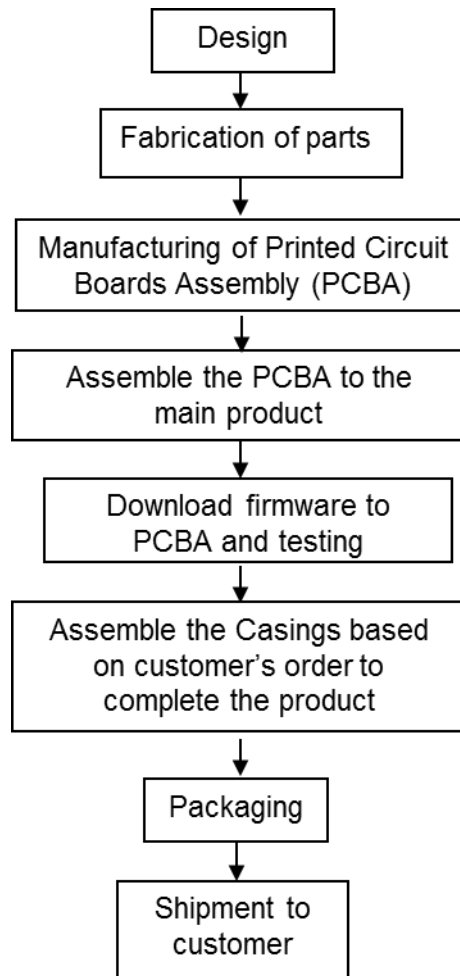 Design
Fabrication of parts
Manufacturing of Printed Circuit
Boards Assembly (PCBA)
Assemble the PCBA to the
main product
Download firmware to
PCBA and testing
Assemble the Casings based
on customer’s order to
complete the product
Packaging
Shipment to
customer